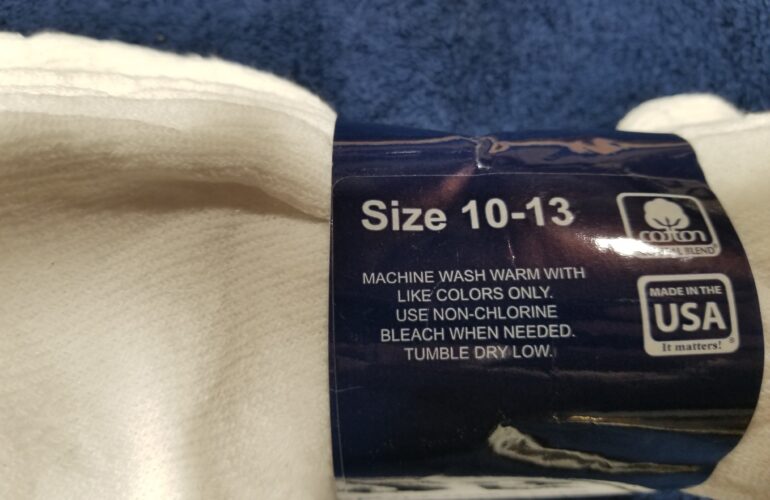 Size 10-13
cotton
BLEND
MACHINE WASH WARM WITH
LIKE COLORS ONLY.
USE NON-CHLORINE
BLEACH WHEN NEEDED.
TUMBLE DRY LOW.
MADE IN THE
USA
It matters!
®